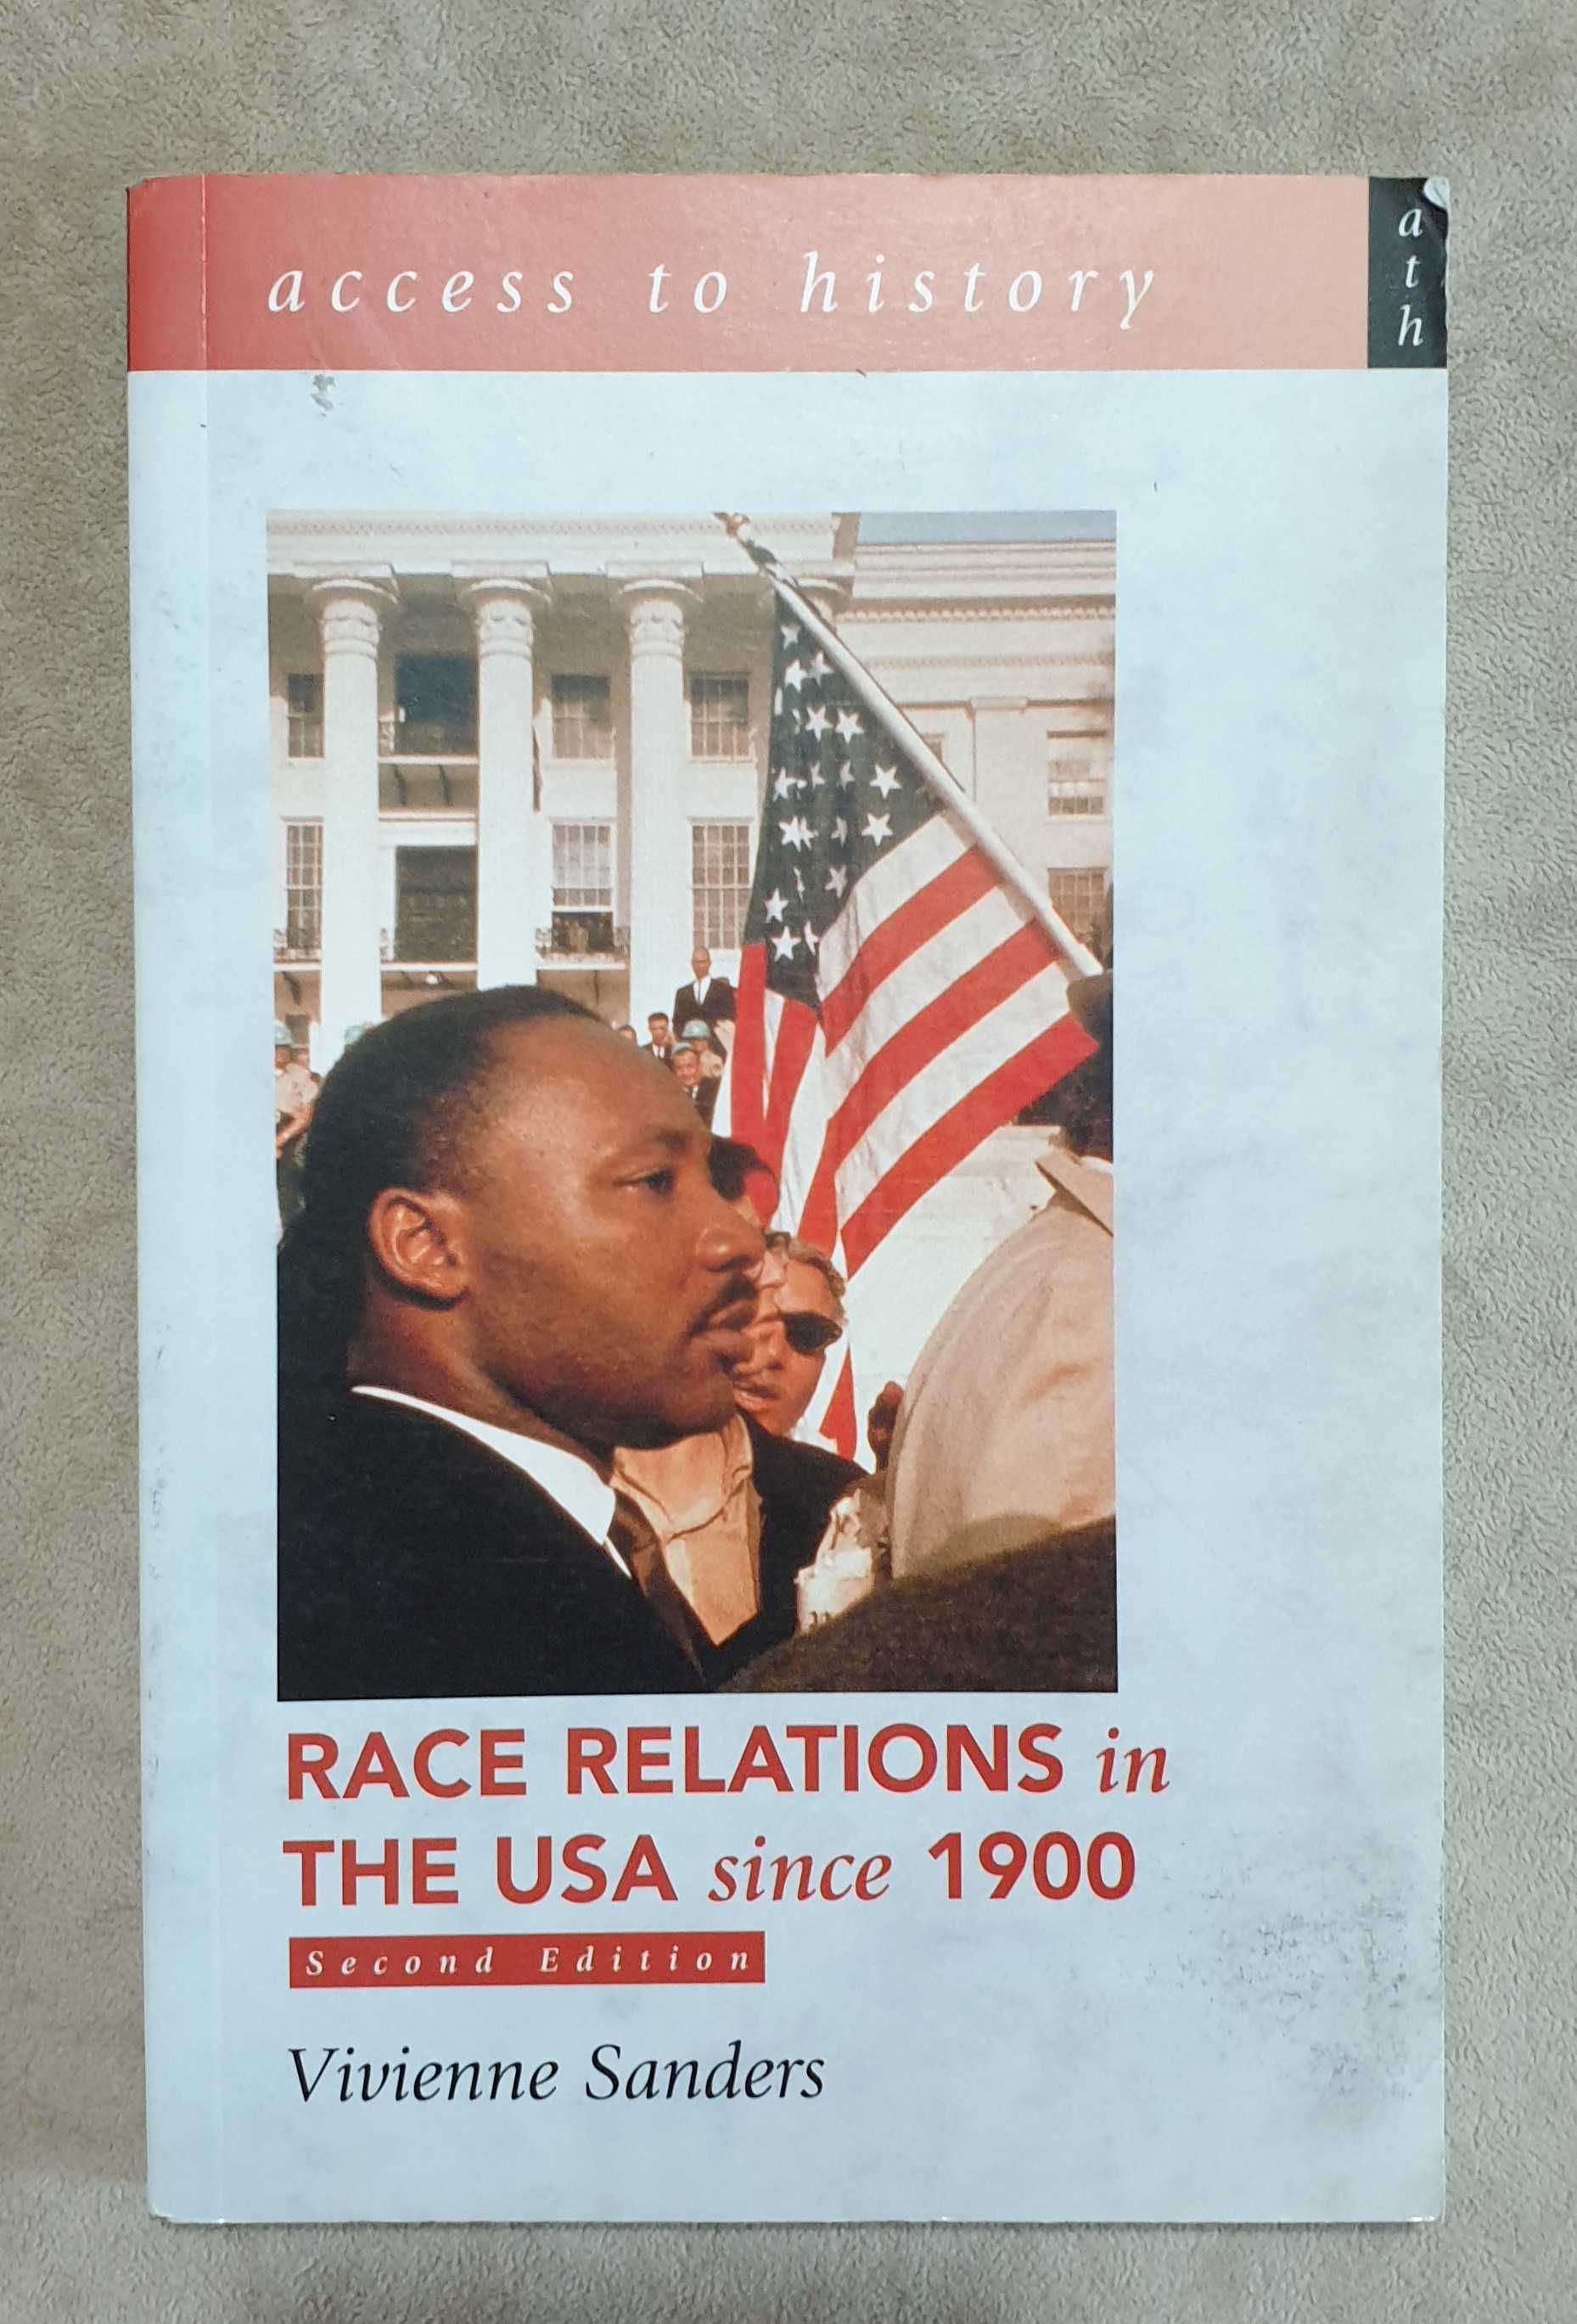 access to history
a
t
h
RACE RELATIONS in
THE USA since 1900
Second Edition
Vivienne Sanders